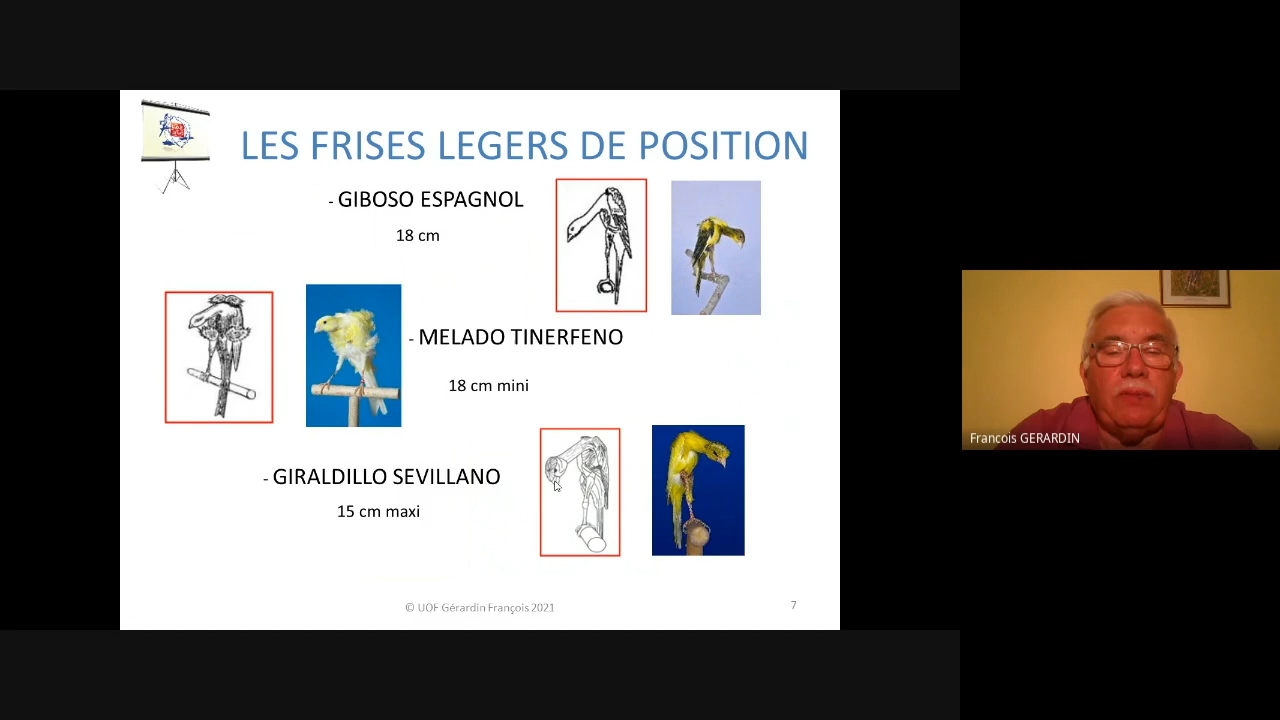 LES FRISES LEGERS DE POSITION
- GIBOSO ESPAGNOL
18 cm
- MELADO TINERFENO
18 cm mini
- GIRALDILLO SEVILLANO
15 cm maxi
© UOF Gérardin François 2021
7
Francois GERARDIN